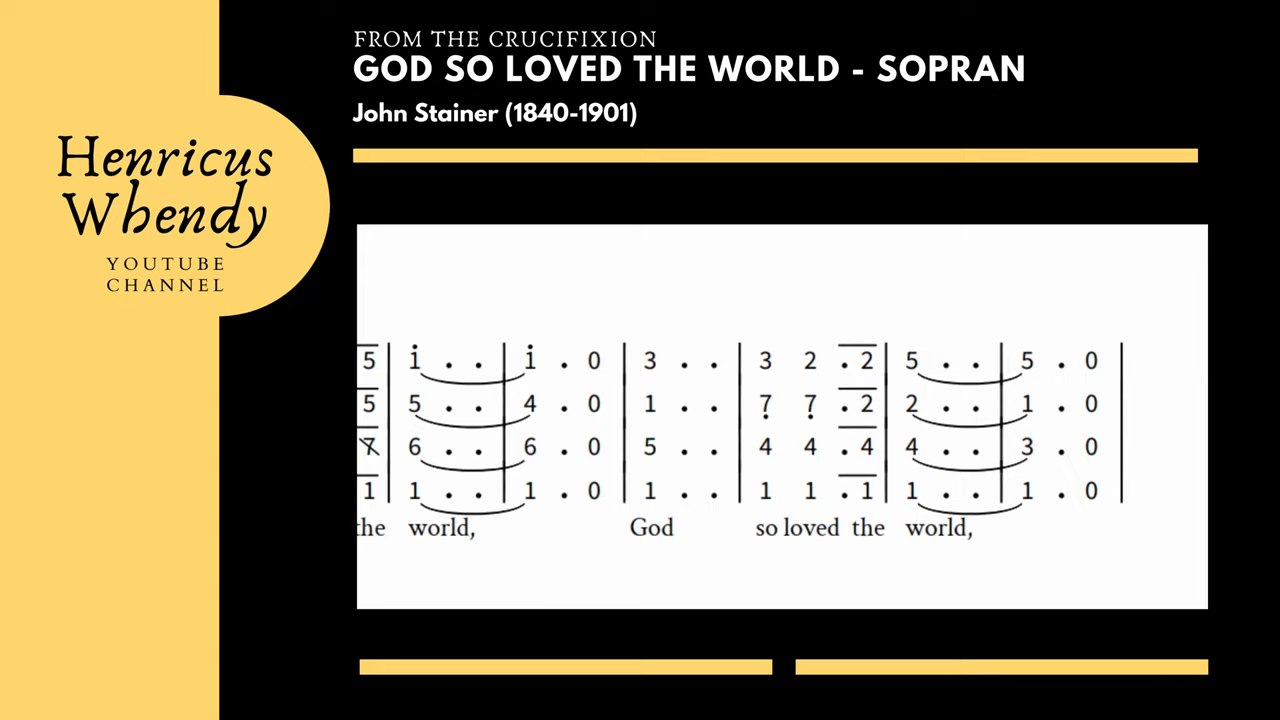 FROM THE CRUCIFIXION
GOD SO LOVED THE WORLD - SOPRAN
John Stainer (1840-1901)
Henricus
Whendy
YOUTUBE
CHANNEL
5 | 1̇ . . | 1̇ . 0 | 3 . . | 3 2 . 2 | 5 . . | 5 . 0 |
5 | 5 . . | 4 . 0 | 1 . . | 7̣ 7̣ . 2 | 2 . . | 1 . 0 |
7̷ | 6 . . | 6 . 0 | 5 . . | 4 4 . 4 | 4 . . | 3 . 0 |
1 | 1 . . | 1 . 0 | 1 . . | 1 1 . 1 | 1 . . | 1 . 0 |
the world, God so loved the world,